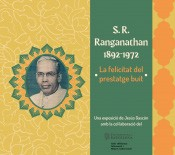 S. R.
Ranganathan
1892-1972
La felicitat del
prestatge buit
Una exposició de Jesús Gascón
amb la col·laboració del